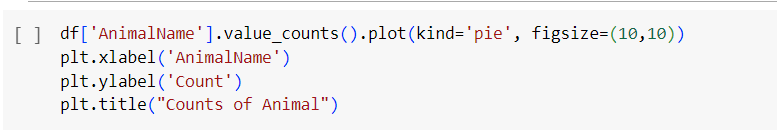 [ ] df['AnimalName'].value_counts().plot(kind='pie', figsize=(10,10))
plt.xlabel('AnimalName')
plt.ylabel('Count')
plt.title("Counts of Animal")